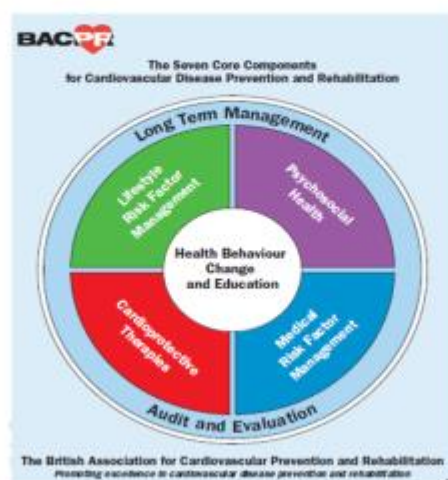 BACPR
The Seven Core Components
for Cardiovascular Disease Prevention and Rehabilitation
Long Term Management
Lifestyle
Risk Factor
Management
Psychosocial
Health
Health Behaviour
Change
and Education
Cardioprotective
Therapies
Medical
Risk Factor
Management
Audit and Evaluation
The British Association for Cardiovascular Prevention and Rehabilitation
Promoting excellence in cardiovascular disease prevention and rehabilitation